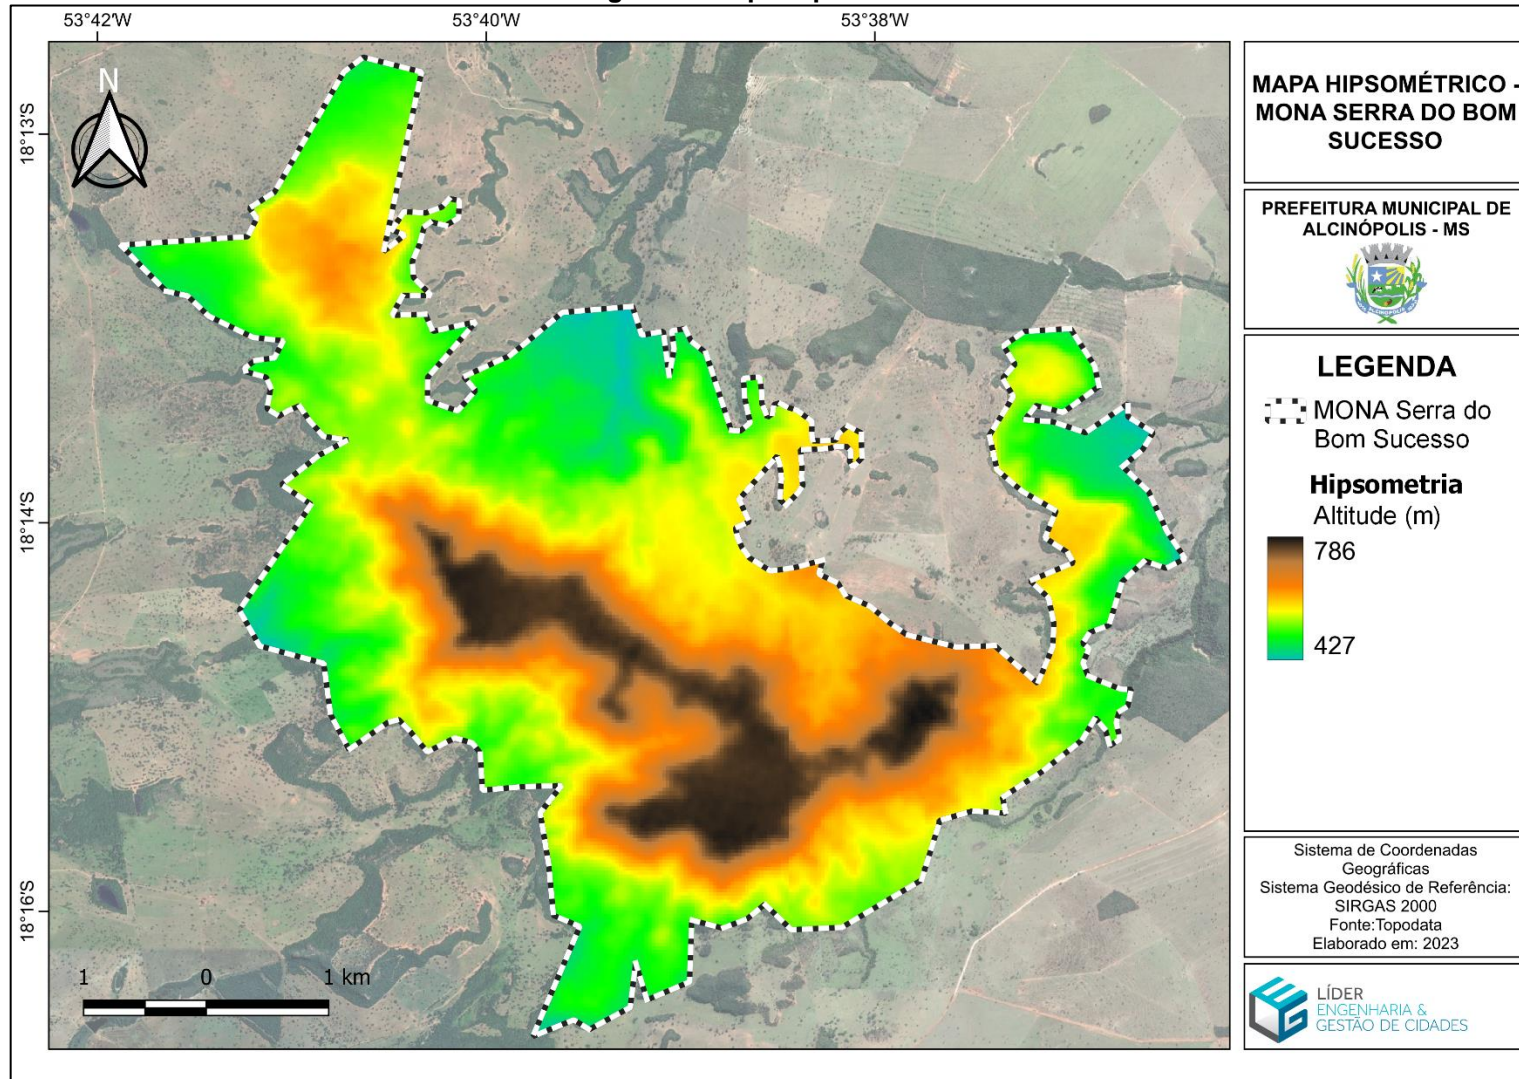 53°42'W
53°40'W
53°38'W
18°13'S
18°14'S
18°16'S
N
1 0 1 km
MAPA HIPSOMÉTRICO -
MONA SERRA DO BOM
SUCESSO
PREFEITURA MUNICIPAL DE
ALCINÓPOLIS - MS
LEGENDA
MONA Serra do
Bom Sucesso
Hipsometria
Altitude (m)
786
427
Sistema de Coordenadas
Geográficas
Sistema Geodésico de Referência:
SIRGAS 2000
Fonte:Topodata
Elaborado em: 2023
LÍDER
ENGENHARIA &
GESTÃO DE CIDADES